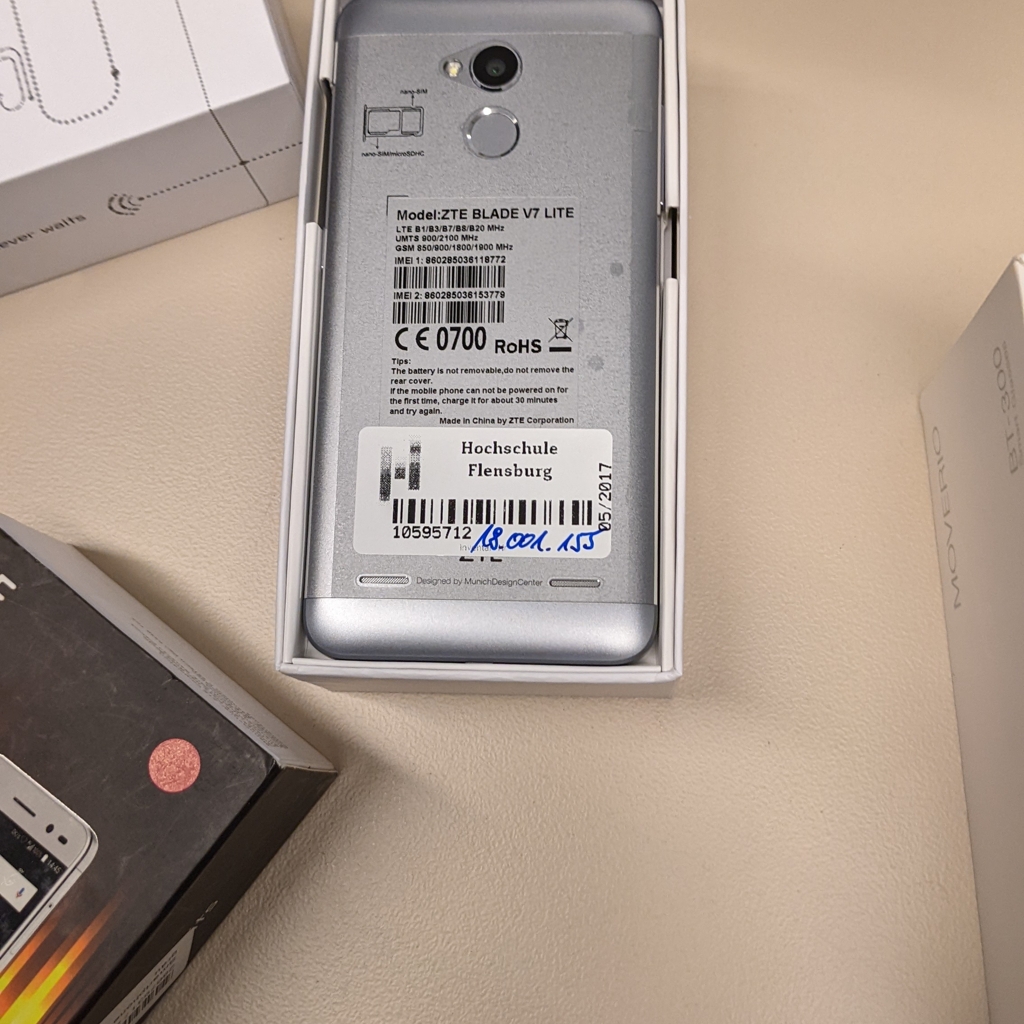 nano-SIM
nano-SIM/microSDHC
Model:ZTE BLADE V7 LITE
LTE B1/B3/B7/B8/B20 MHz
UMTS 900/2100 MHz
GSM 850/900/1800/1900 MHz
IMEI 1: 860285036118772
IMEI 2: 860285036153779
CE 0700 RoHS
Tips:
The battery is not removable,do not remove the
rear cover.
If the mobile phone can not be powered on for
the first time, charge it for about 30 minutes
and try again.
Made in China by ZTE Corporation
Hochschule
Flensburg
05/2017
10595712 18.001.155
ZTE
Designed by MunichDesignCenter
ever waits
BT-300
MOVERIO
14:45